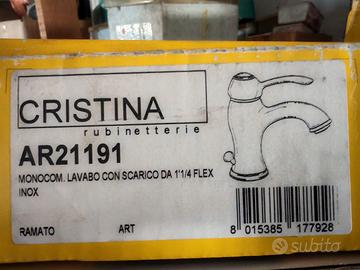 CRISTINA
rubinetterie
AR21191
MONOCOM. LAVABO CON SCARICO DA 1'1/4 FLEX
INOX
RAMATO ART
8 015385 177928
subito